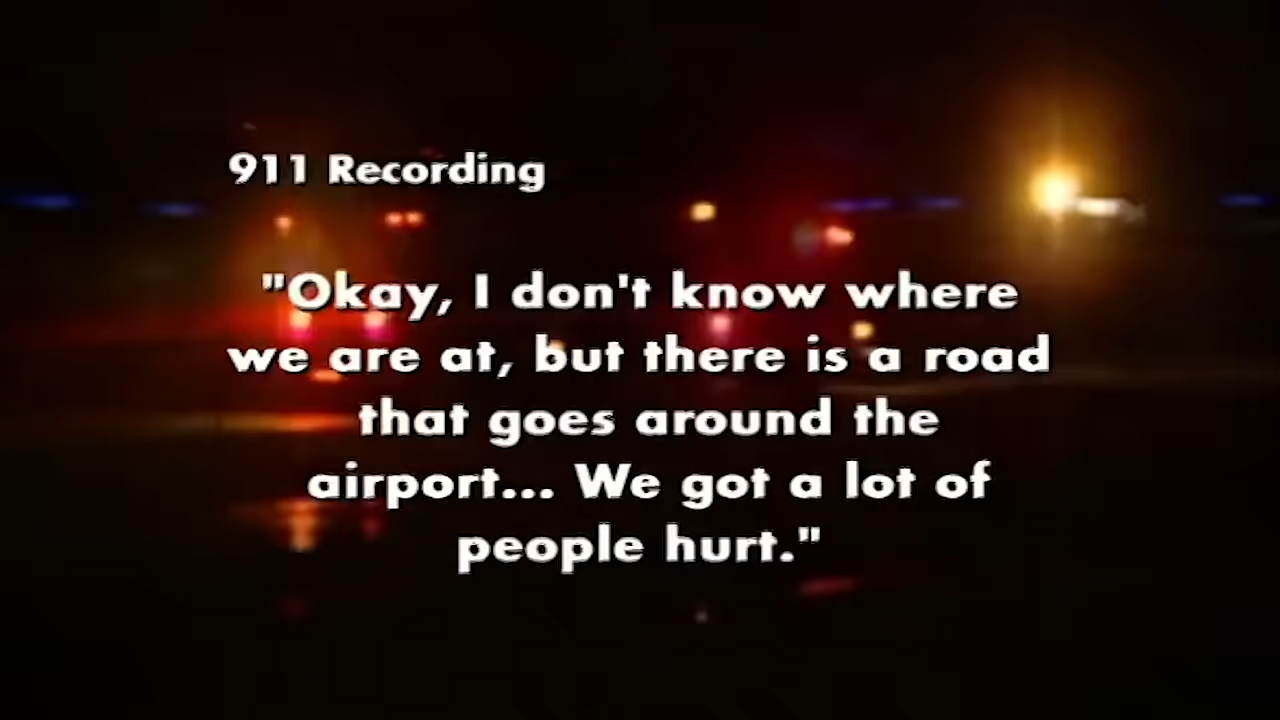 911 Recording
"Okay, I don't know where
we are at, but there is a road
that goes around the
airport... We got a lot of
people hurt."